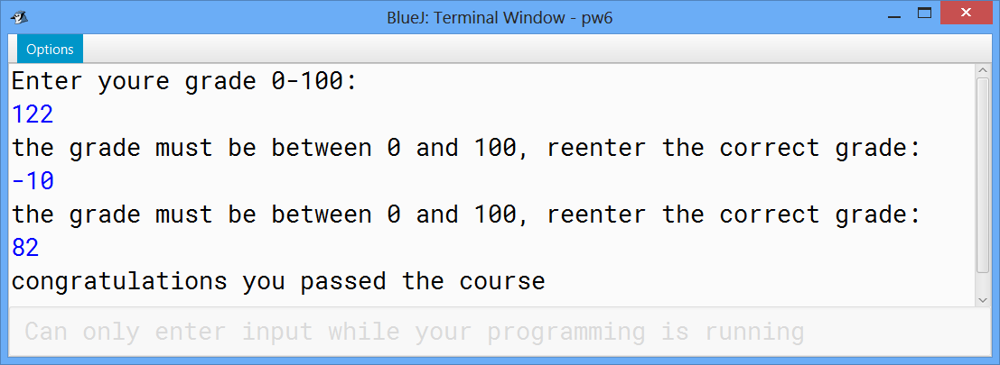 BlueJ: Terminal Window - pw6
Options
Enter youre grade 0-100:
122
the grade must be between 0 and 100, reenter the correct grade:
-10
the grade must be between 0 and 100, reenter the correct grade:
82
congratulations you passed the course
Can only enter input while your programming is running